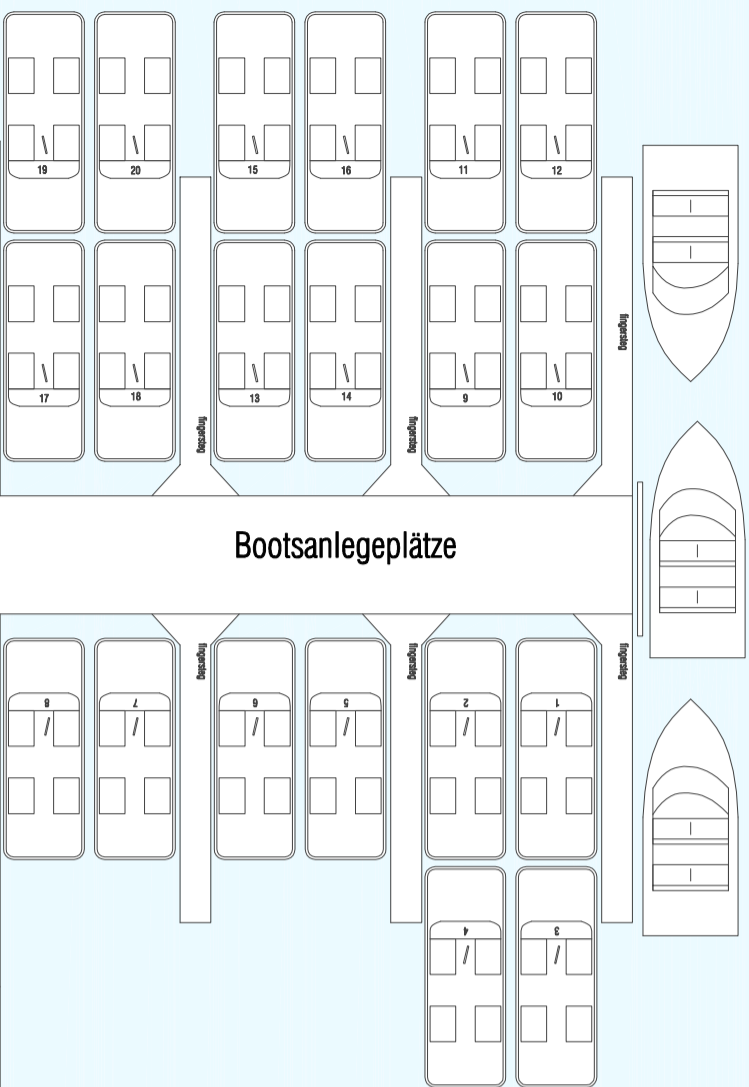 19 20 15 16 11 12
fingersteg
17 18 13 14 9 10
fingersteg fingersteg
Bootsanlegeplätze
fingersteg fingersteg fingersteg
8 7 6 5 2 1
4 3